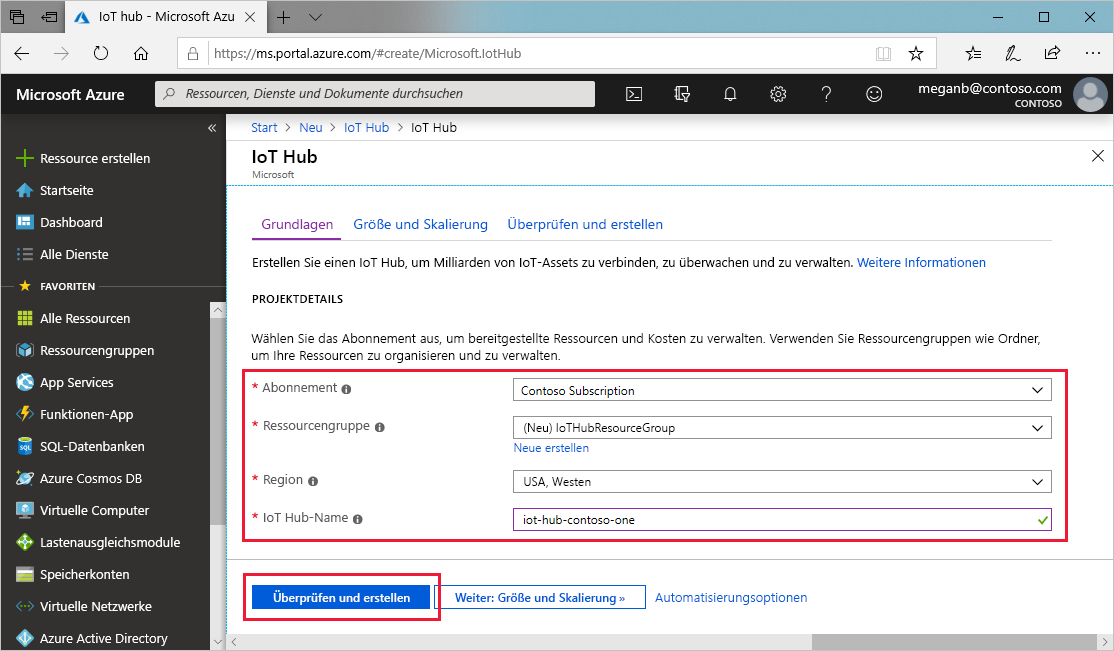 IoT hub - Microsoft Azu
https://ms.portal.azure.com/#create/Microsoft.IotHub
Microsoft Azure
Ressourcen, Dienste und Dokumente durchsuchen
meganb@contoso.com
CONTOSO
Ressource erstellen
Startseite
Dashboard
Alle Dienste
FAVORITEN
Alle Ressourcen
Ressourcengruppen
App Services
Funktionen-App
SQL-Datenbanken
Azure Cosmos DB
Virtuelle Computer
Lastenausgleichsmodule
Speicherkonten
Virtuelle Netzwerke
Azure Active Directory
Start > Neu > IoT Hub > IoT Hub
IoT Hub
Microsoft
Grundlagen Größe und Skalierung Überprüfen und erstellen
Erstellen Sie einen IoT Hub, um Milliarden von IoT-Assets zu verbinden, zu überwachen und zu verwalten. Weitere Informationen
PROJEKTDETAILS
Wählen Sie das Abonnement aus, um bereitgestellte Ressourcen und Kosten zu verwalten. Verwenden Sie Ressourcengruppen wie Ordner,
um Ihre Ressourcen zu organisieren und zu verwalten.
* Abonnement Contoso Subscription
* Ressourcengruppe (Neu) IoTHubResourceGroup
Neue erstellen
* Region USA, Westen
* IoT Hub-Name iot-hub-contoso-one
Überprüfen und erstellen Weiter: Größe und Skalierung » Automatisierungsoptionen